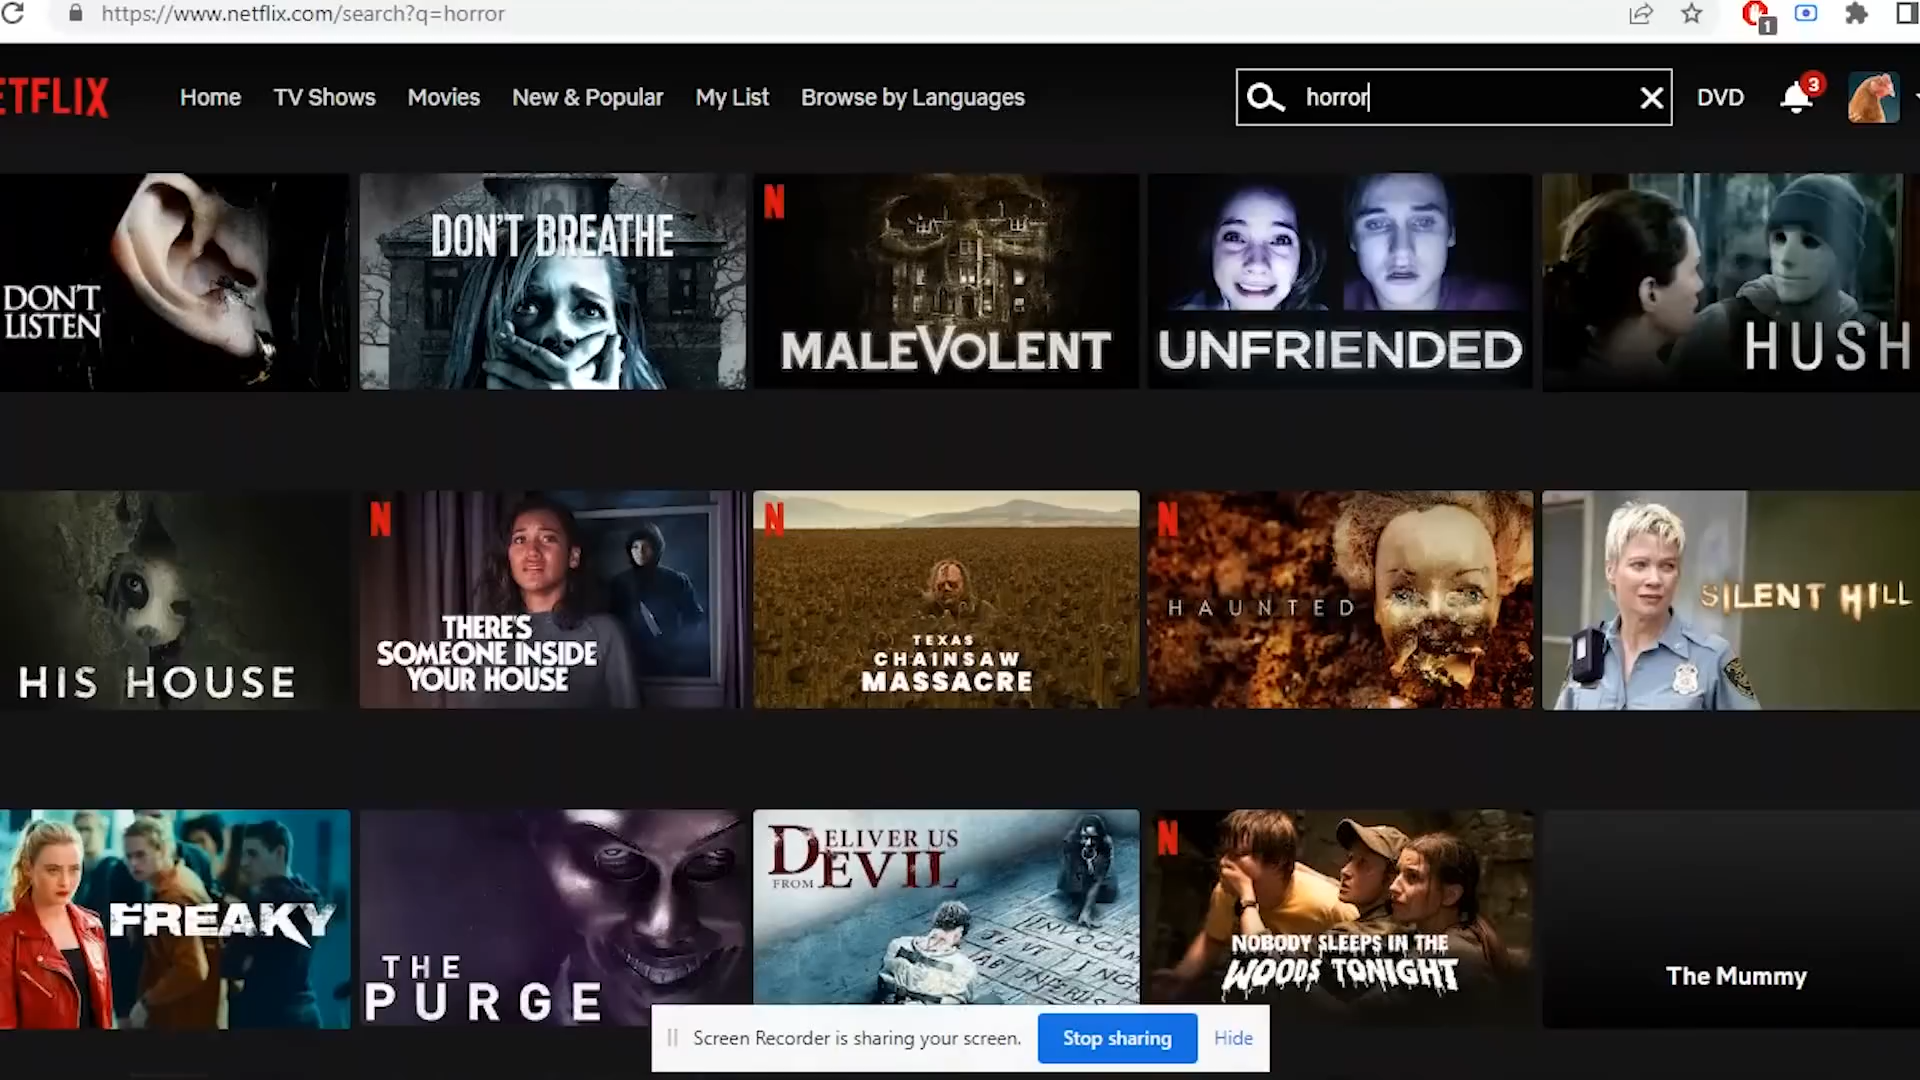 https://www.netflix.com/search?q=horror
1
ETFLIX
Home
TV Shows
Movies
New & Popular
My List
Browse by Languages
horror
DVD
3
DON'T
LISTEN
DON'T BREATHE
N
MALEVOLENT
UNFRIENDED
HUSH
HIS HOUSE
N
THERE'S
SOMEONE INSIDE
YOUR HOUSE
N
TEXAS
CHAINSAW
MASSACRE
N
HAUNTED
SILENT HILL
FREAKY
THE
PURGE
DELIVER US
FROM EVIL
N
NOBODY SLEEPS IN THE
WOODS TONIGHT
The Mummy
Screen Recorder is sharing your screen.
Stop sharing
Hide